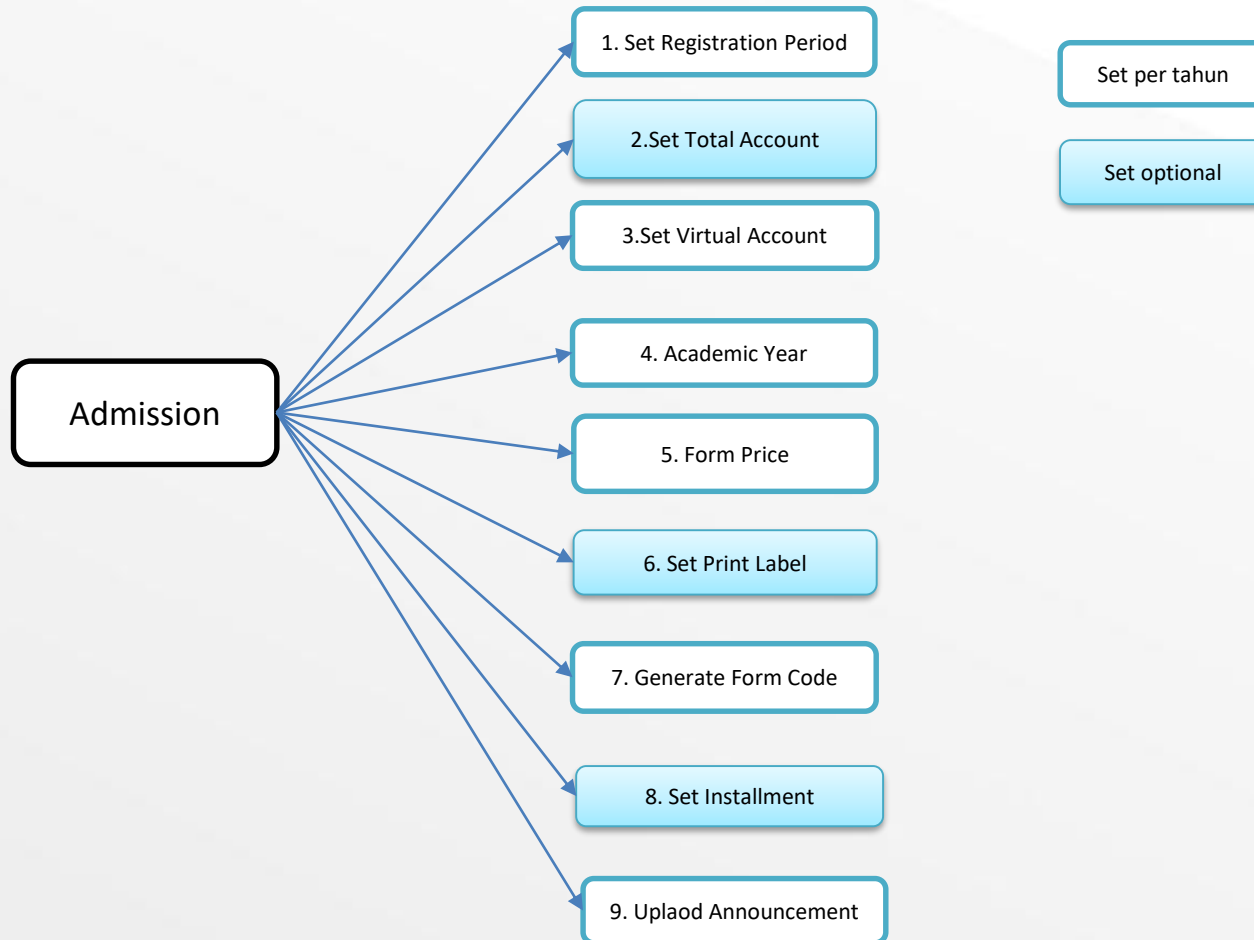 1. Set Registration Period
Set per tahun
2.Set Total Account
Set optional
3.Set Virtual Account
4. Academic Year
Admission
5. Form Price
6. Set Print Label
7. Generate Form Code
8. Set Installment
9. Uplaod Announcement